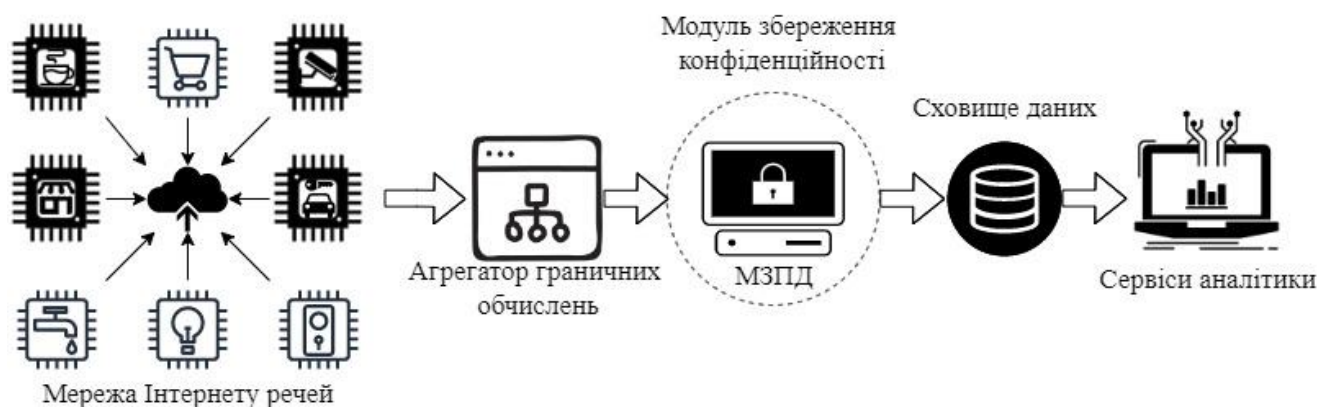 Модуль збереження
конфіденційності
Сховище даних
Агрегатор граничних
обчислень
МЗПД
Сервіси аналітики
Мережа Інтернету речей